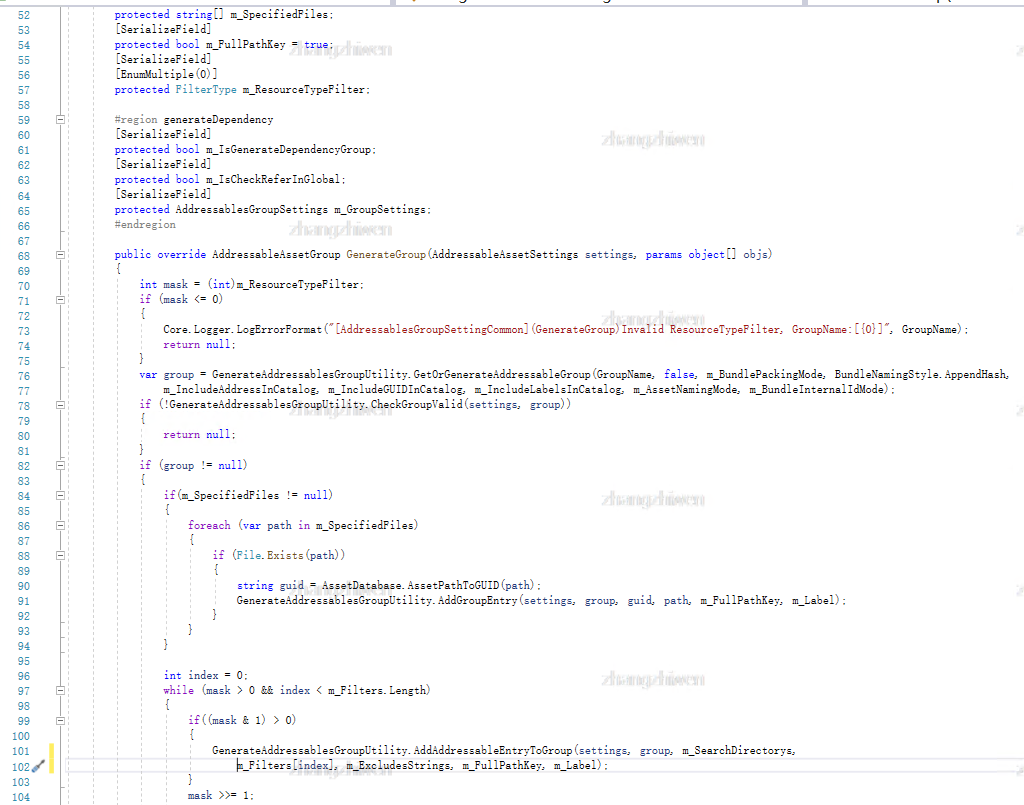 52 protected string[] m_SpecifiedFiles;
53 [SerializeField]
54 protected bool m_FullPathKey = true;
55 [SerializeField]
56 [EnumMultiple(0)]
57 protected FilterType m_ResourceTypeFilter;
58
59 #region generateDependency
60 [SerializeField]
61 protected bool m_IsGenerateDependencyGroup;
62 [SerializeField]
63 protected bool m_IsCheckReferInGlobal;
64 [SerializeField]
65 protected AddressablesGroupSettings m_GroupSettings;
66 #endregion
67
68 public override AddressableAssetGroup GenerateGroup(AddressableAssetSettings settings, params object[] objs)
69 {
70 int mask = (int)m_ResourceTypeFilter;
71 if (mask <= 0)
72 {
73 Core.Logger.LogErrorFormat("[AddressablesGroupSettingCommon](GenerateGroup)Invalid ResourceTypeFilter, GroupName:[{0}]", GroupName);
74 return null;
75 }
76 var group = GenerateAddressablesGroupUtility.GetOrGenerateAddressableGroup(GroupName, false, m_BundlePackingMode, BundleNamingStyle.AppendHash,
77 m_IncludeAddressInCatalog, m_IncludeGUIDInCatalog, m_IncludeLabelsInCatalog, m_AssetNamingMode, m_BundleInternalIdMode);
78 if (!GenerateAddressablesGroupUtility.CheckGroupValid(settings, group))
79 {
80 return null;
81 }
82 if (group != null)
83 {
84 if(m_SpecifiedFiles != null)
85 {
86 foreach (var path in m_SpecifiedFiles)
87 {
88 if (File.Exists(path))
89 {
90 string guid = AssetDatabase.AssetPathToGUID(path);
91 GenerateAddressablesGroupUtility.AddGroupEntry(settings, group, guid, path, m_FullPathKey, m_Label);
92 }
93 }
94 }
95
96 int index = 0;
97 while (mask > 0 && index < m_Filters.Length)
98 {
99 if((mask & 1) > 0)
100 {
101 GenerateAddressablesGroupUtility.AddAddressableEntryToGroup(settings, group, m_SearchDirectorys,
102 m_Filters[index], m_ExcludesStrings, m_FullPathKey, m_Label);
103 }
104 mask >>= 1;
zhangzhiwen
zhangzhiwen
zhangzhiwen
zhangzhiwen
zhangzhiwen
zhangzhiwen
zhangzhiwen
zhangzhiwen
zhangzhiwen